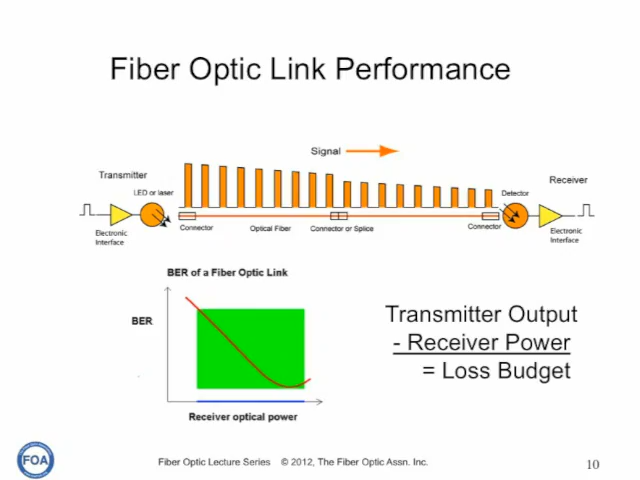 Fiber Optic Link Performance
Signal
Transmitter
Receiver
LED or laser
Detector
Connector
Optical Fiber
Connector or Splice
Connector
Electronic
Interface
Electronic
Interface
BER of a Fiber Optic Link
BER
Receiver optical power
Transmitter Output
- Receiver Power
= Loss Budget
FOA
Fiber Optic Lecture Series © 2012, The Fiber Optic Assn. Inc.
10